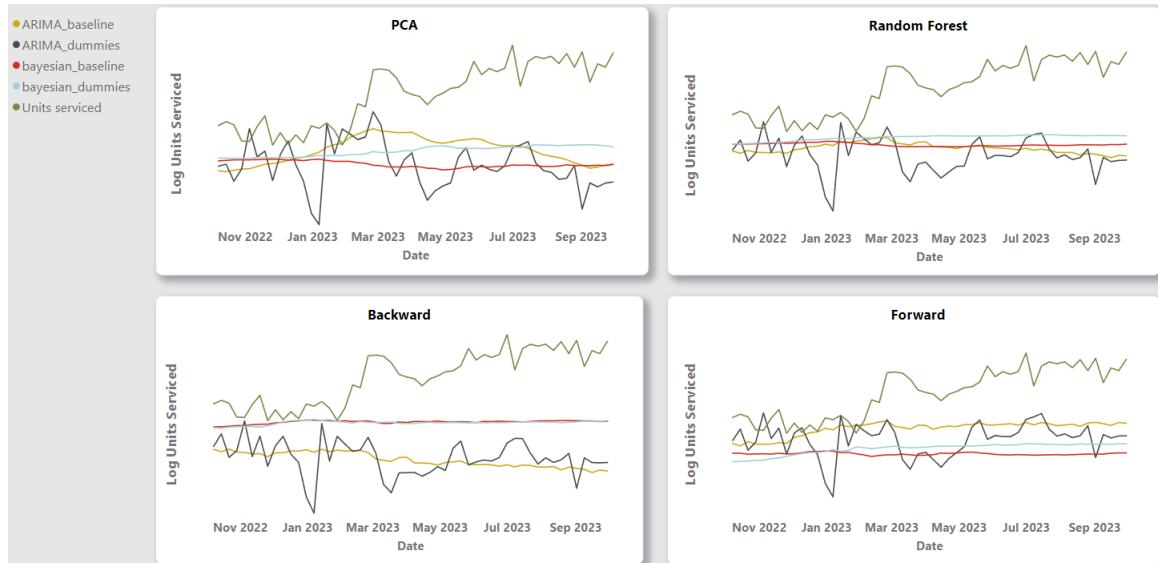 ARIMA_baseline
ARIMA_dummies
bayesian_baseline
bayesian_dummies
Units serviced
PCA
Log Units Serviced
Nov 2022 Jan 2023 Mar 2023 May 2023 Jul 2023 Sep 2023
Date
Random Forest
Log Units Serviced
Nov 2022 Jan 2023 Mar 2023 May 2023 Jul 2023 Sep 2023
Date
Backward
Log Units Serviced
Nov 2022 Jan 2023 Mar 2023 May 2023 Jul 2023 Sep 2023
Date
Forward
Log Units Serviced
Nov 2022 Jan 2023 Mar 2023 May 2023 Jul 2023 Sep 2023
Date